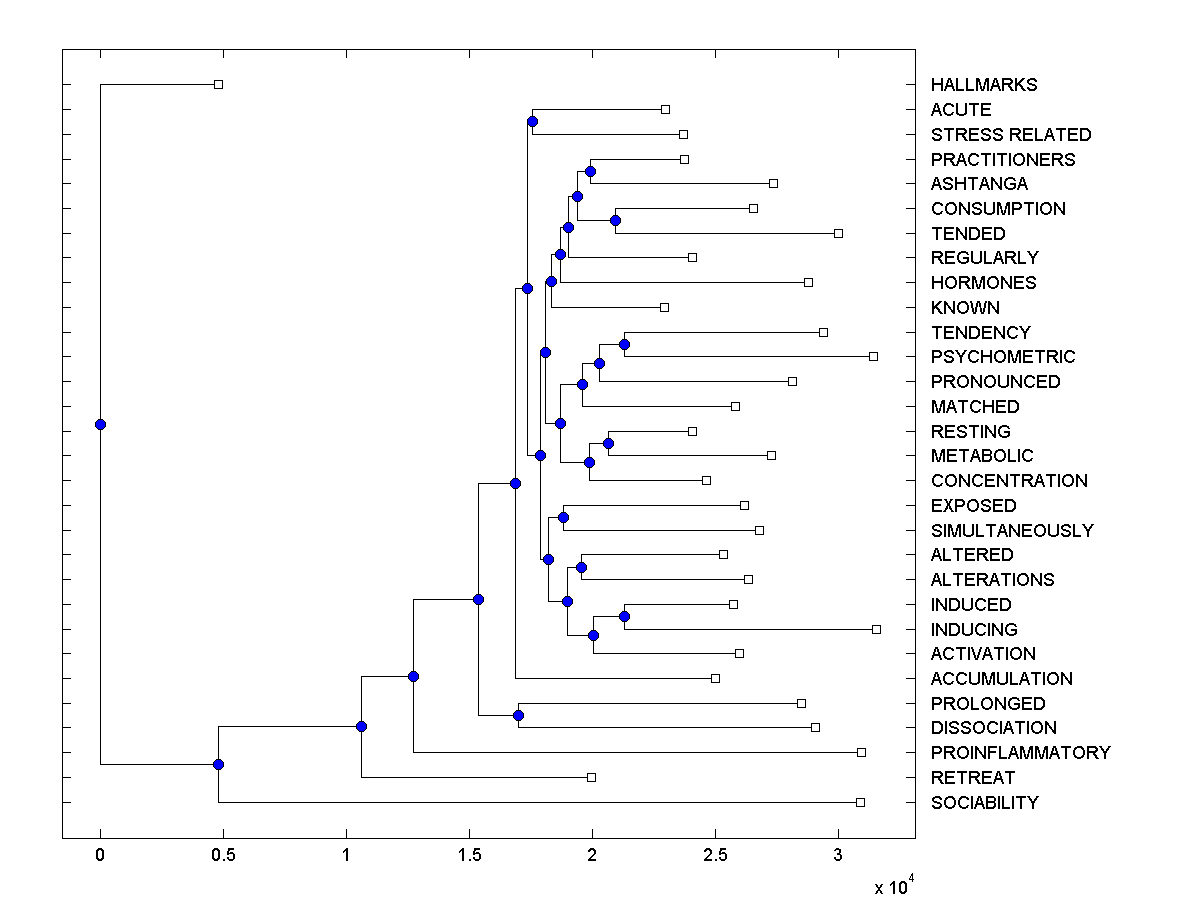 HALLMARKS
ACUTE
STRESS RELATED
PRACTITIONERS
ASHTANGA
CONSUMPTION
TENDED
REGULARLY
HORMONES
KNOWN
TENDENCY
PSYCHOMETRIC
PRONOUNCED
MATCHED
RESTING
METABOLIC
CONCENTRATION
EXPOSED
SIMULTANEOUSLY
ALTERED
ALTERATIONS
INDUCED
INDUCING
ACTIVATION
ACCUMULATION
PROLONGED
DISSOCIATION
PROINFLAMMATORY
RETREAT
SOCIABILITY
0 0.5 1 1.5 2 2.5 3
x 10^4